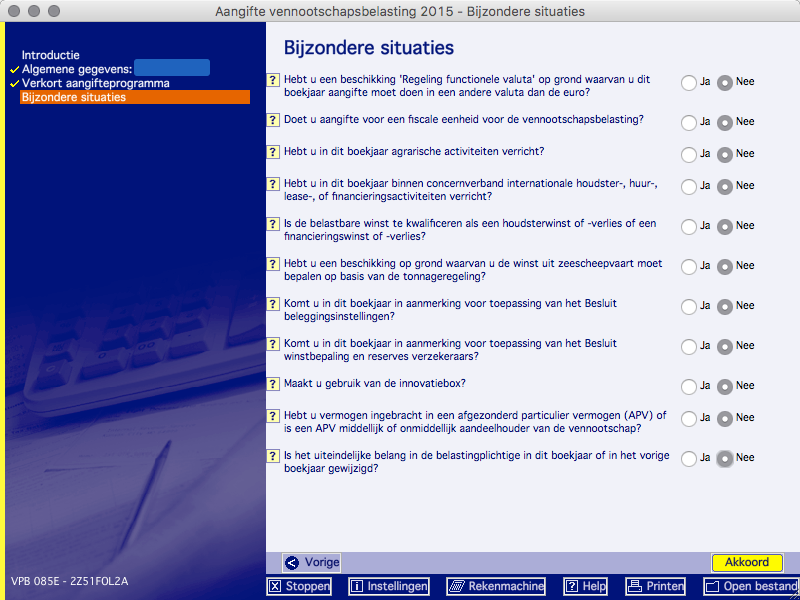 Aangifte vennootschapsbelasting 2015 - Bijzondere situaties
Introductie
Algemene gegevens:
Verkort aangifteprogramma
Bijzondere situaties
VPB 085E - 2Z51FOL2A
Bijzondere situaties
? Hebt u een beschikking 'Regeling functionele valuta' op grond waarvan u dit
boekjaar aangifte moet doen in een andere valuta dan de euro?
Ja Nee
? Doet u aangifte voor een fiscale eenheid voor de vennootschapsbelasting?
Ja Nee
? Hebt u in dit boekjaar agrarische activiteiten verricht?
Ja Nee
? Hebt u in dit boekjaar binnen concernverband internationale houdster-, huur-,
lease-, of financieringsactiviteiten verricht?
Ja Nee
? Is de belastbare winst te kwalificeren als een houdsterwinst of -verlies of een
financieringswinst of -verlies?
Ja Nee
? Hebt u een beschikking op grond waarvan u de winst uit zeescheepvaart moet
bepalen op basis van de tonnageregeling?
Ja Nee
? Komt u in dit boekjaar in aanmerking voor toepassing van het Besluit
beleggingsinstellingen?
Ja Nee
? Komt u in dit boekjaar in aanmerking voor toepassing van het Besluit
winstbepaling en reserves verzekeraars?
Ja Nee
? Maakt u gebruik van de innovatiebox?
Ja Nee
? Hebt u vermogen ingebracht in een afgezonderd particulier vermogen (APV) of
is een APV middellijk of onmiddellijk aandeelhouder van de vennootschap?
Ja Nee
? Is het uiteindelijke belang in de belastingplichtige in dit boekjaar of in het vorige
boekjaar gewijzigd?
Ja Nee
Vorige
Akkoord
Stoppen
Instellingen
Rekenmachine
Help
Printen
Open bestand